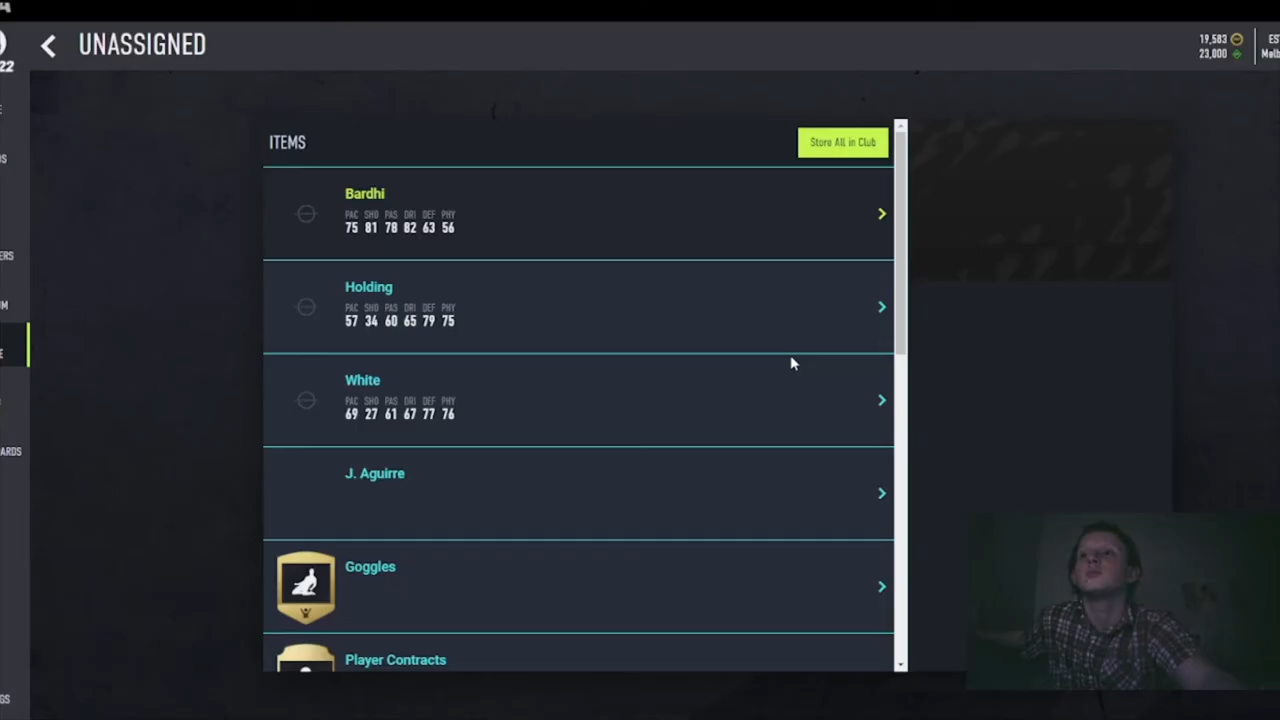 UNASSIGNED
19,583
23,000
22
ITEMS
Store All in Club
Bardhi
PAC SHO PAS DRI DEF PHY
75 81 78 82 63 56
Holding
PAC SHO PAS DRI DEF PHY
57 34 60 65 79 75
White
PAC SHO PAS DRI DEF PHY
69 27 61 67 77 76
J. Aguirre
Goggles
Player Contracts